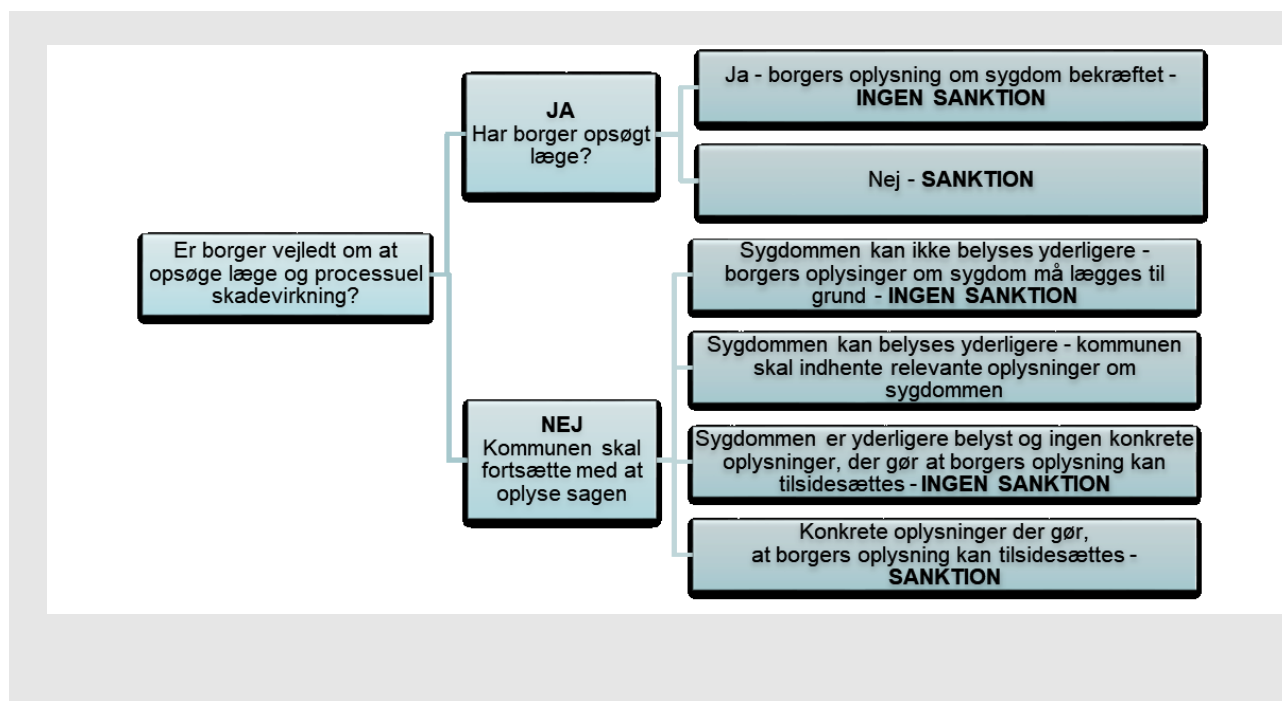 Er borger vejledt om at
opsøge læge og processuel
skadevirkning?
JA
Har borger opsøgt
læge?
Ja - borgers oplysning om sygdom bekræftet -
INGEN SANKTION
Nej - SANKTION
NEJ
Kommunen skal
fortsætte med at
oplyse sagen
Sygdommen kan ikke belyses yderligere -
borgers oplysinger om sygdom må lægges til
grund - INGEN SANKTION
Sygdommen kan belyses yderligere - kommunen
skal indhente relevante oplysninger om
sygdommen
Sygdommen er yderligere belyst og ingen konkrete
oplysninger, der gør at borgers oplysning kan
tilsidesættes - INGEN SANKTION
Konkrete oplysninger der gør,
at borgers oplysning kan tilsidesættes -
SANKTION